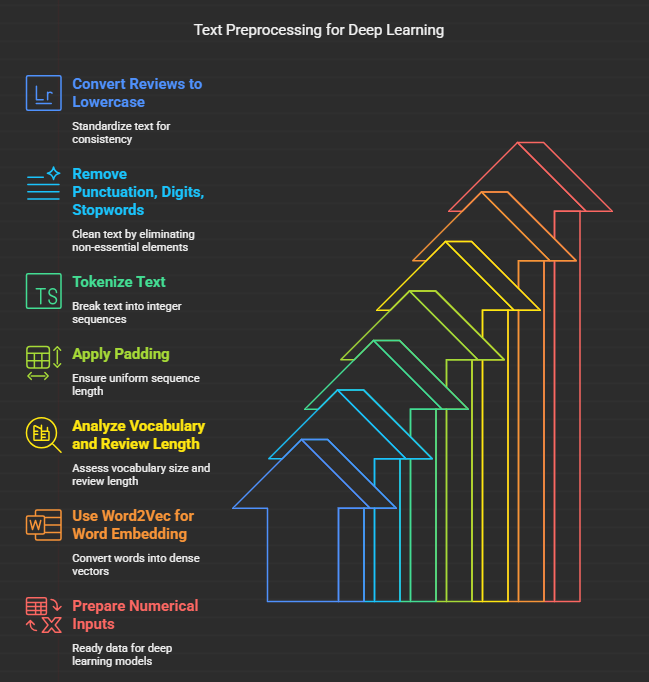 Text Preprocessing for Deep Learning
Lr
Convert Reviews to
Lowercase
Standardize text for
consistency
Remove
Punctuation, Digits,
Stopwords
Clean text by eliminating
non-essential elements
TS
Tokenize Text
Break text into integer
sequences
Apply Padding
Ensure uniform sequence
length
Analyze Vocabulary
and Review Length
Assess vocabulary size and
review length
W
Use Word2Vec for
Word Embedding
Convert words into dense
vectors
X
Prepare Numerical
Inputs
Ready data for deep
learning models